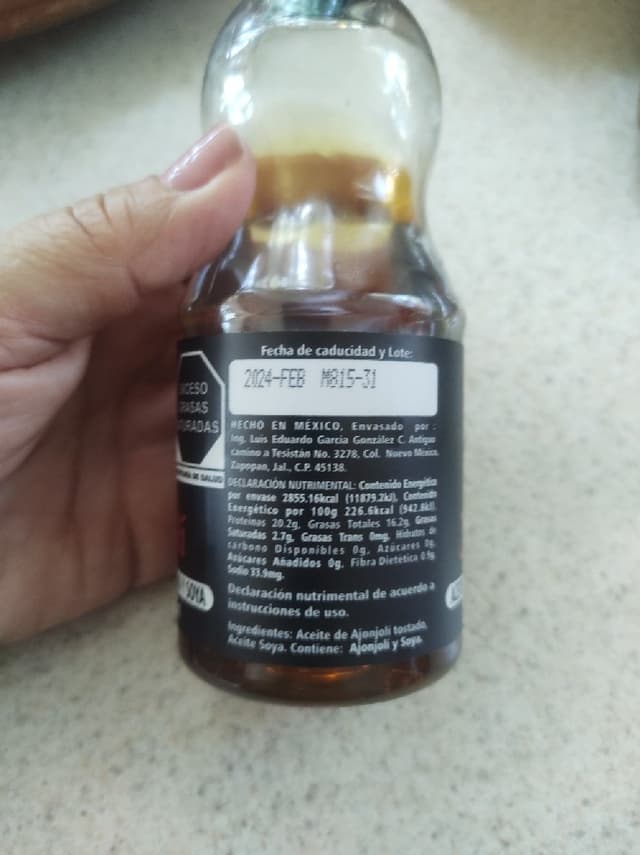 Fecha de caducidad y Lote:
2024-FEB M815-31
EXCESO
GRASAS
SATURADAS
HECHO EN MÉXICO, Envasado por:
Ing. Luis Eduardo García González C. Antiguo
camino a Tesistán No. 3278, Col. Nuevo México,
Zapopan, Jal., C.P. 45138.
DECLARACIÓN NUTRIMENTAL: Contenido Energético
por envase 2855.16kcal (11879.2kJ), Contenido
Energético por 100g 226.6kcal (942.8kJ).
Proteinas 20.2g, Grasas Totales 16.2g, Grasas
Saturadas 2.7g, Grasas Trans 0mg, Hidratos de
carbono Disponibles 0g, Azúcares 0g,
Azúcares Añadidos 0g, Fibra Dietética 0.9g
Sodio 33.9mg.
Declaración nutrimental de acuerdo a
instrucciones de uso.
Ingredientes: Aceite de Ajonjolí tostado,
Aceite Soya. Contiene: Ajonjolí y Soya.
SOYA